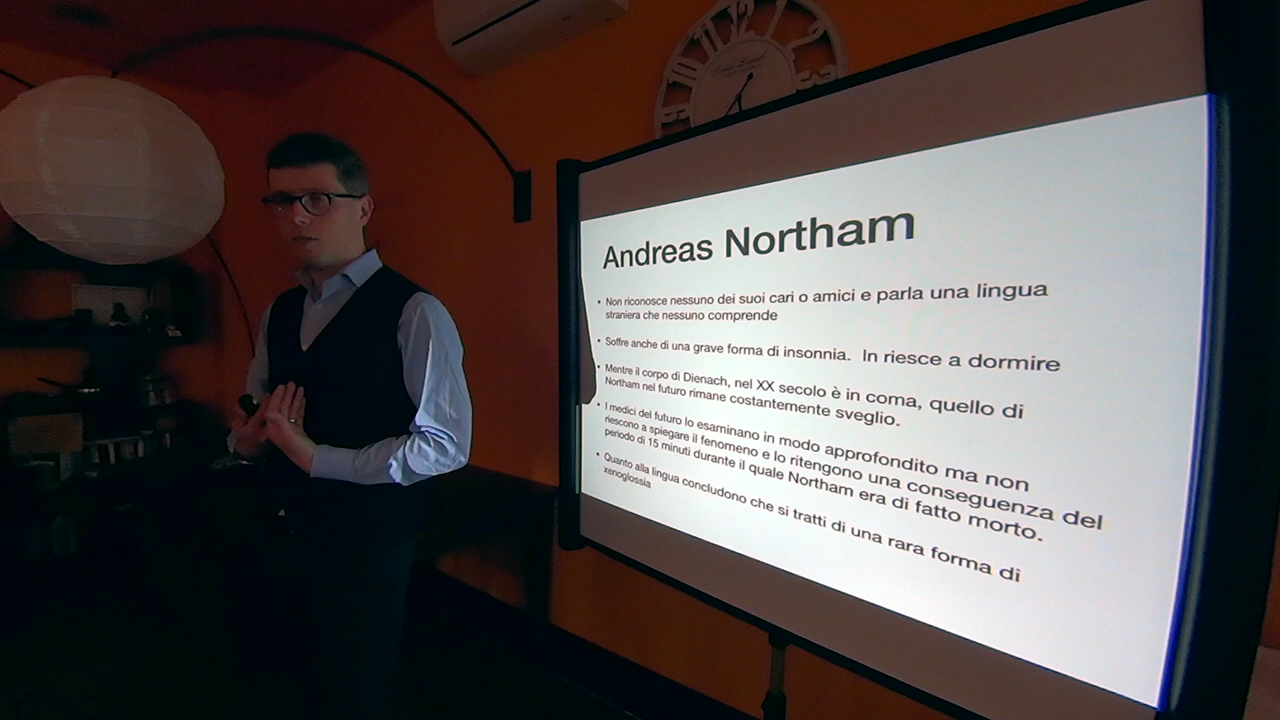 Andreas Northam
• Non riconosce nessuno dei suoi cari o amici e parla una lingua
straniera che nessuno comprende
• Soffre anche di una grave forma di insonnia. In riesce a dormire
• Mentre il corpo di Dienach, nel XX secolo è in coma, quello di
Northam nel futuro rimane costantemente sveglio.
• I medici del futuro lo esaminano in modo approfondito ma non
riescono a spiegare il fenomeno e lo ritengono una conseguenza del
periodo di 15 minuti durante il quale Northam era di fatto morto.
• Quanto alla lingua concludono che si tratti di una rara forma di
xenoglossia